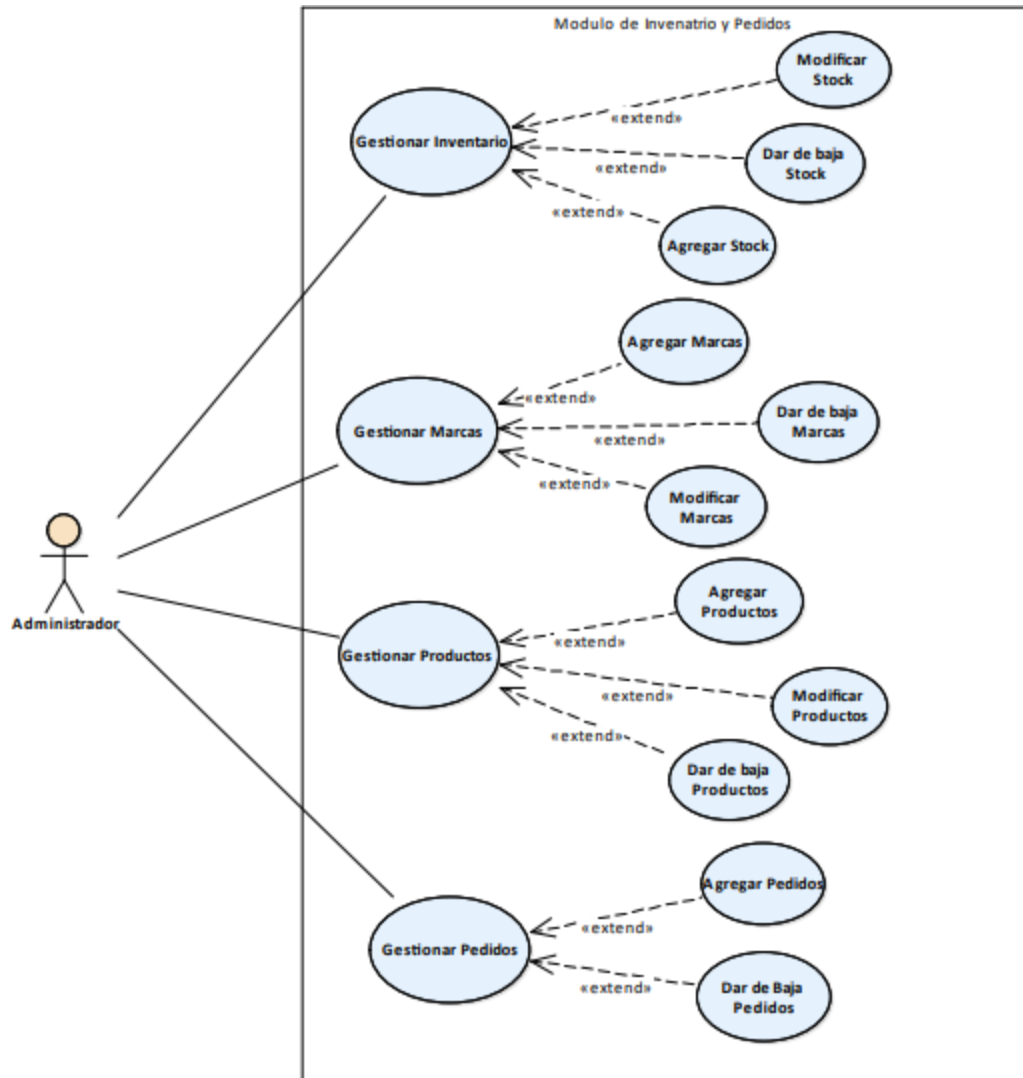 Modulo de Invenatrio y Pedidos
Modificar
Stock
«extend»
Gestionar Inventario
Dar de baja
Stock
«extend»
«extend»
Agregar Stock
Agregar Marcas
«extend»
Dar de baja
Marcas
Gestionar Marcas
«extend»
«extend»
Modificar
Marcas
Administrador
Agregar
Productos
«extend»
Gestionar Productos
Modificar
Productos
«extend»
«extend»
Dar de baja
Productos
Agregar Pedidos
«extend»
Gestionar Pedidos
«extend»
Dar de Baja
Pedidos